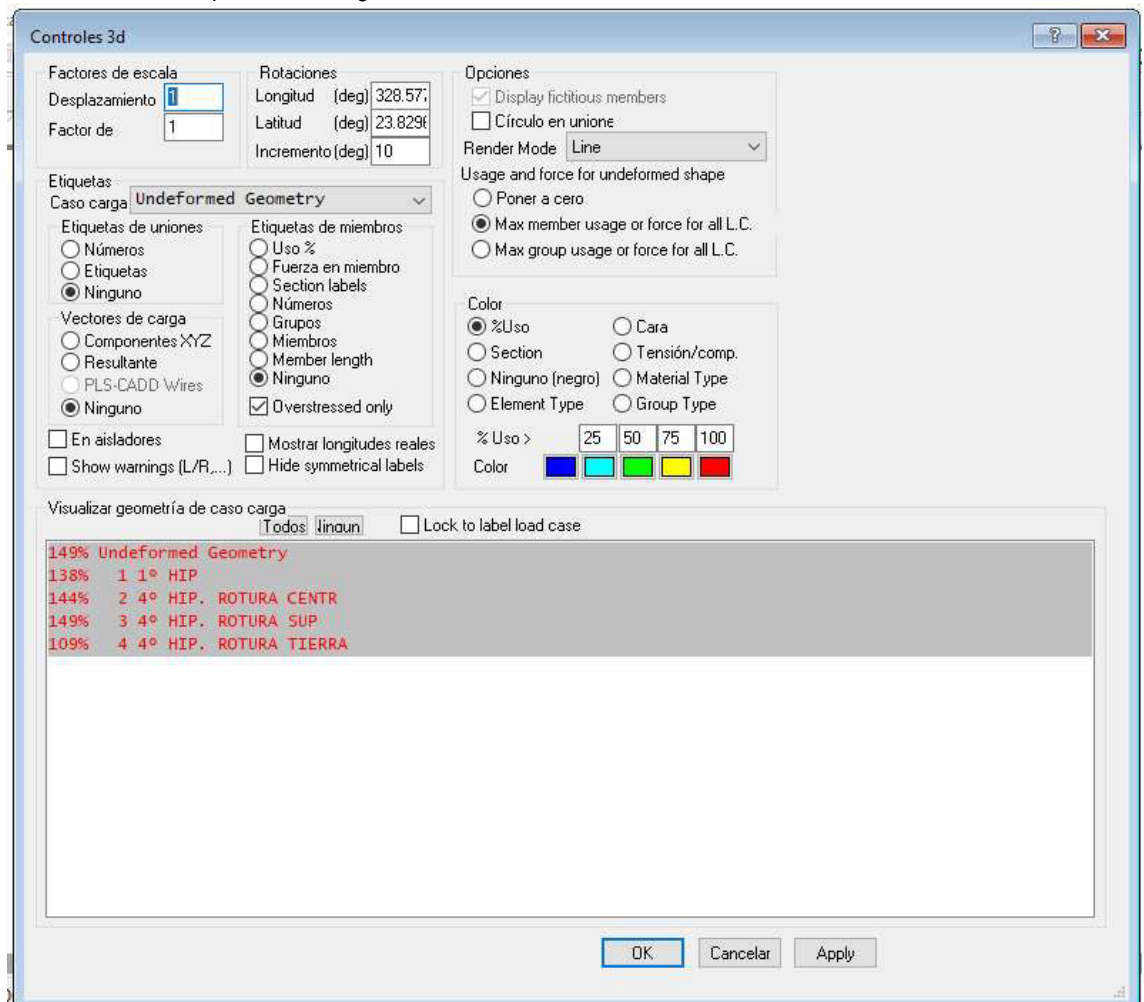 Controles 3d
Factores de escala
Desplazamiento 1
Factor de 1
Rotaciones
Longitud (deg) 328.57
Latitud (deg) 23.829
Incremento (deg) 10
Opciones
Display fictitious members
Círculo en unione
Render Mode Line
Usage and force for undeformed shape
Poner a cero
Max member usage or force for all L.C.
Max group usage or force for all L.C.
Etiquetas
Caso carga Undeformed Geometry
Etiquetas de uniones
Números
Etiquetas
Ninguno
Vectores de carga
Componentes XYZ
Resultante
PLS-CADD Wires
Ninguno
En aisladores
Show warnings (L/R,...)
Etiquetas de miembros
Uso %
Fuerza en miembro
Section labels
Números
Grupos
Miembros
Member length
Ninguno
Overstressed only
Mostrar longitudes reales
Hide symmetrical labels
Color
%Uso Cara
Section Tensión/comp.
Ninguno (negro) Material Type
Element Type Group Type
% Uso > 25 50 75 100
Color
Visualizar geometría de caso carga
Todos Lock to label load case
149% Undeformed Geometry
138% 1 1º HIP
144% 2 4º HIP. ROTURA CENTR
149% 3 4º HIP. ROTURA SUP
109% 4 4º HIP. ROTURA TIERRA
OK Cancelar Apply